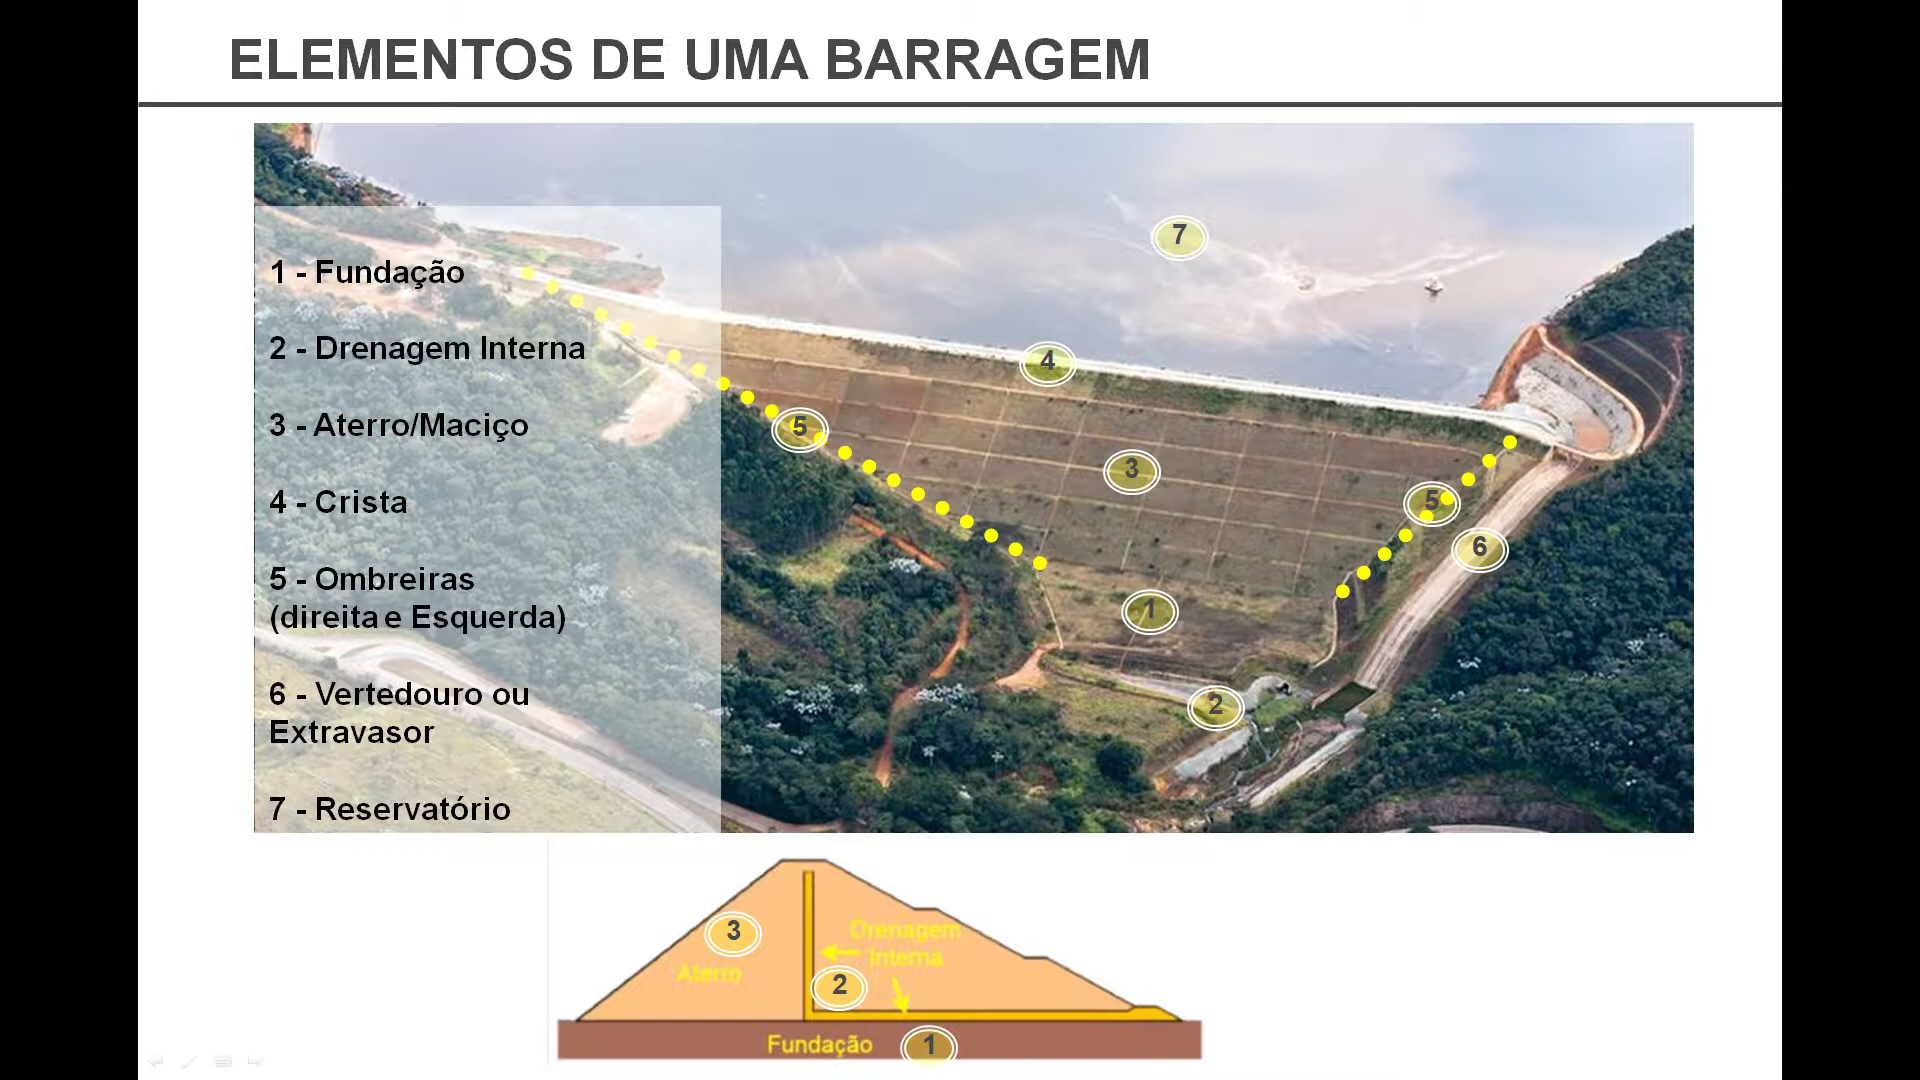 ELEMENTOS DE UMA BARRAGEM
1 - Fundação
2 - Drenagem Interna
3 - Aterro/Maciço
4 - Crista
5 - Ombreiras
(direita e Esquerda)
6 - Vertedouro ou
Extravasor
7 - Reservatório
7
4
5
3
5
6
1
2
3
Aterro
Drenagem
Interna
2
Fundação
1